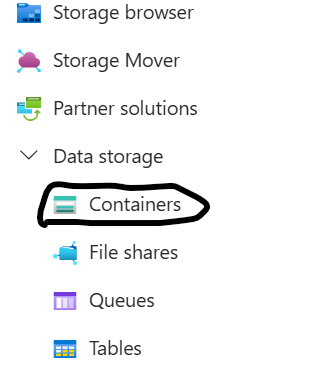 Storage browser
Storage Mover
Partner solutions
Data storage
Containers
File shares
Queues
Tables